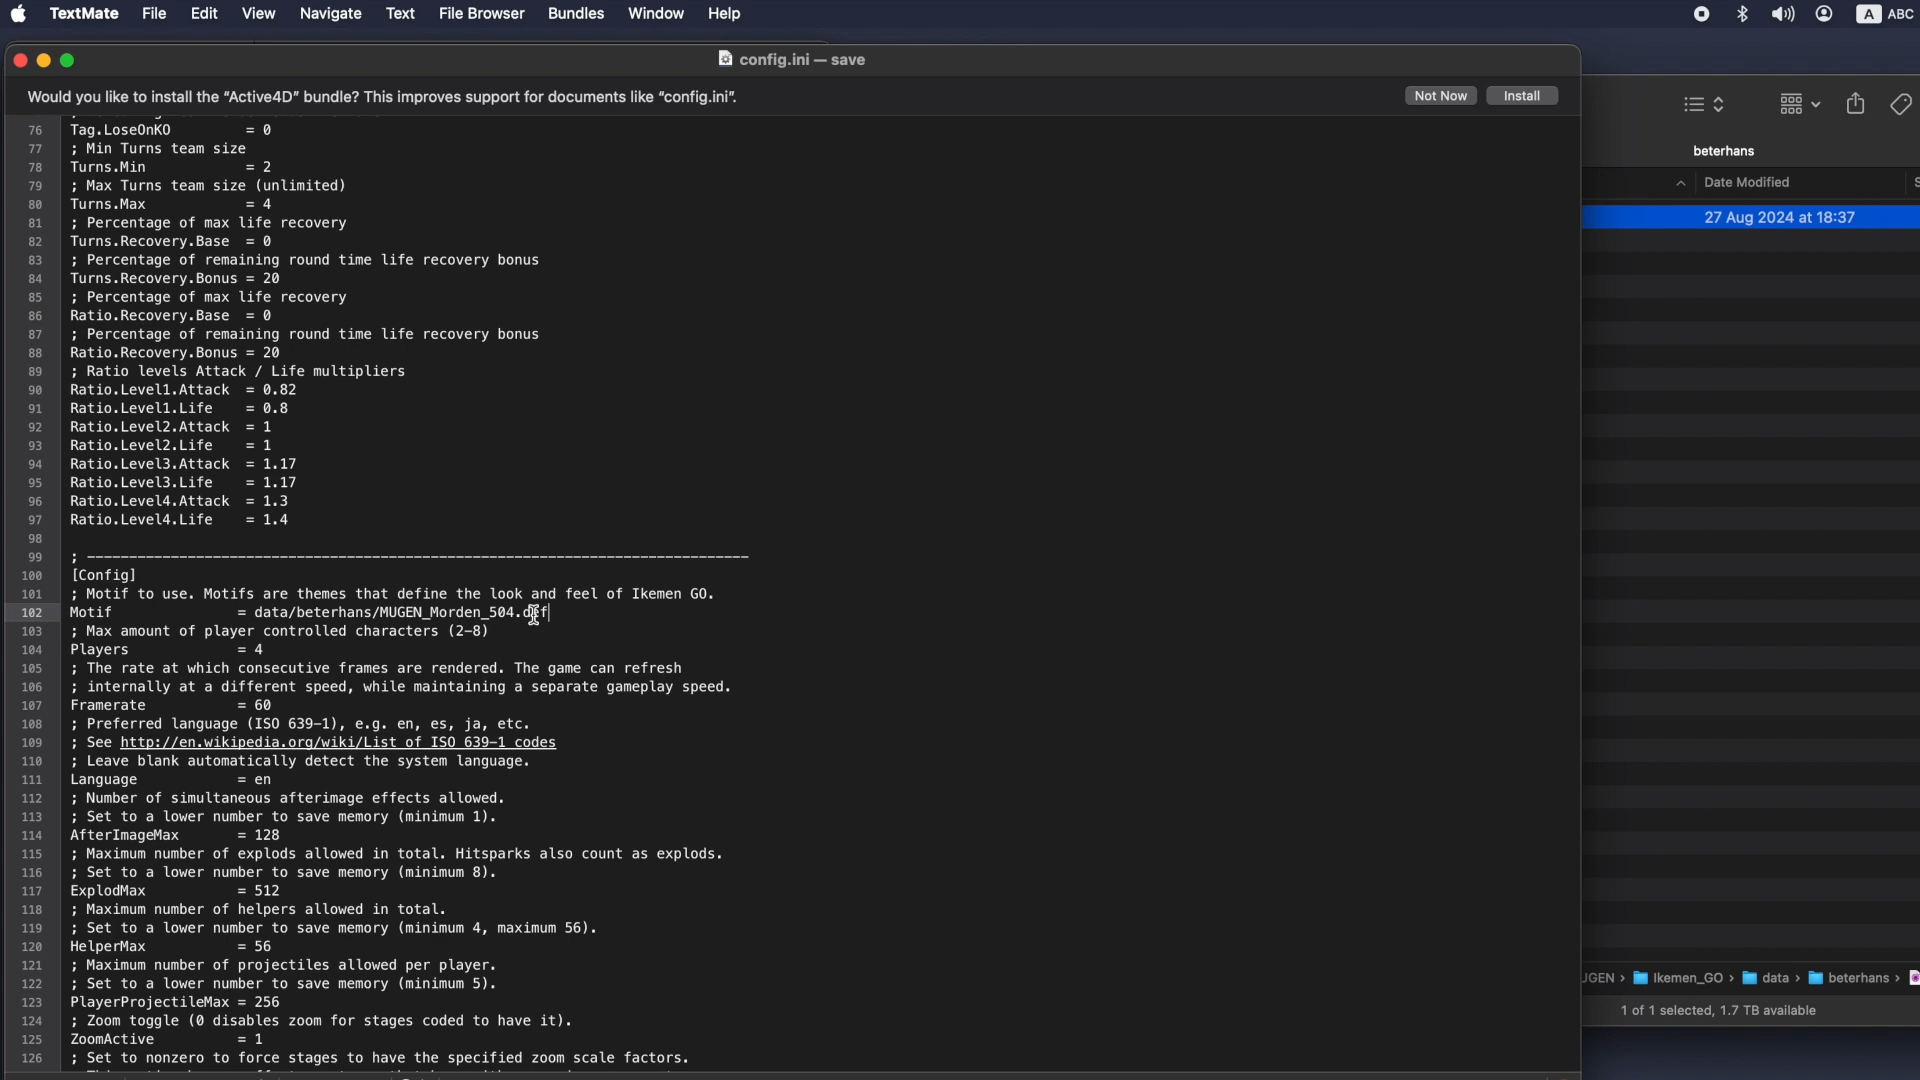 TextMate File Edit View Navigate Text File Browser Bundles Window Help A ABC
config.ini — save
Would you like to install the “Active4D” bundle? This improves support for documents like “config.ini”. Not Now Install
76 Tag.LoseOnKO = 0
77 ; Min Turns team size
78 Turns.Min = 2
79 ; Max Turns team size (unlimited)
80 Turns.Max = 4
81 ; Percentage of max life recovery
82 Turns.Recovery.Base = 0
83 ; Percentage of remaining round time life recovery bonus
84 Turns.Recovery.Bonus = 20
85 ; Percentage of max life recovery
86 Ratio.Recovery.Base = 0
87 ; Percentage of remaining round time life recovery bonus
88 Ratio.Recovery.Bonus = 20
89 ; Ratio levels Attack / Life multipliers
90 Ratio.Level1.Attack = 0.82
91 Ratio.Level1.Life = 0.8
92 Ratio.Level2.Attack = 1
93 Ratio.Level2.Life = 1
94 Ratio.Level3.Attack = 1.17
95 Ratio.Level3.Life = 1.17
96 Ratio.Level4.Attack = 1.3
97 Ratio.Level4.Life = 1.4
98
99 ; -------------------------------------------------------------------------------
100 [Config]
101 ; Motif to use. Motifs are themes that define the look and feel of Ikemen GO.
102 Motif = data/beterhans/MUGEN_Morden_504.def
103 ; Max amount of player controlled characters (2-8)
104 Players = 4
105 ; The rate at which consecutive frames are rendered. The game can refresh
106 ; internally at a different speed, while maintaining a separate gameplay speed.
107 Framerate = 60
108 ; Preferred language (ISO 639-1), e.g. en, es, ja, etc.
109 ; See http://en.wikipedia.org/wiki/List_of_ISO_639-1_codes
110 ; Leave blank automatically detect the system language.
111 Language = en
112 ; Number of simultaneous afterimage effects allowed.
113 ; Set to a lower number to save memory (minimum 1).
114 AfterImageMax = 128
115 ; Maximum number of explods allowed in total. Hitsparks also count as explods.
116 ; Set to a lower number to save memory (minimum 8).
117 ExplodMax = 512
118 ; Maximum number of helpers allowed in total.
119 ; Set to a lower number to save memory (minimum 4, maximum 56).
120 HelperMax = 56
121 ; Maximum number of projectiles allowed per player.
122 ; Set to a lower number to save memory (minimum 5).
123 PlayerProjectileMax = 256
124 ; Zoom toggle (0 disables zoom for stages coded to have it).
125 ZoomActive = 1
126 ; Set to nonzero to force stages to have the specified zoom scale factors.
beterhans
Date Modified S
27 Aug 2024 at 18:37
UGEN › Ikemen_GO › data › beterhans ›
1 of 1 selected, 1.7 TB available